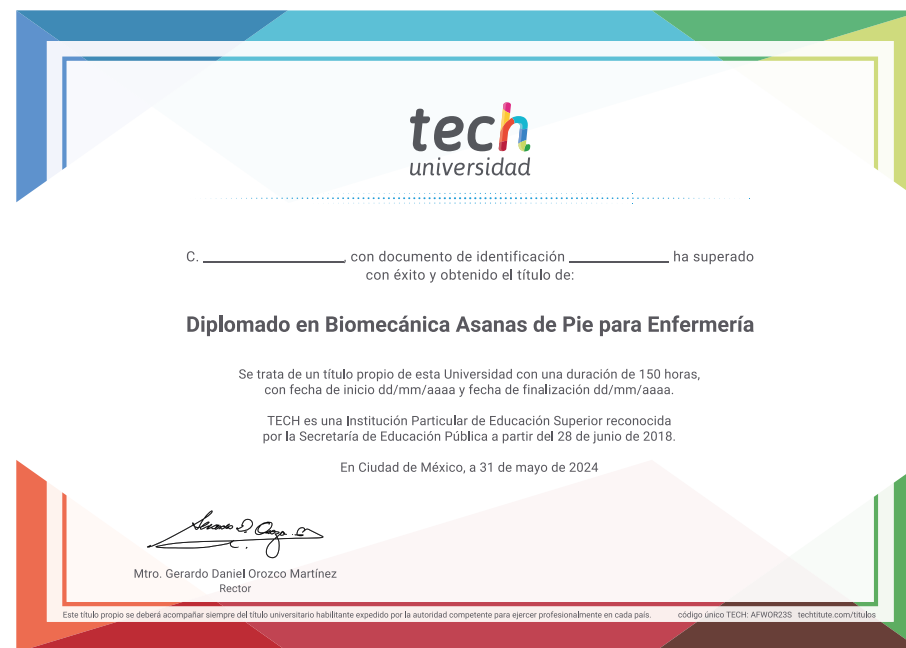 tech
universidad
C. ____________, con documento de identificación ____________ ha superado
con éxito y obtenido el título de:
Diplomado en Biomecánica Asanas de Pie para Enfermería
Se trata de un título propio de esta Universidad con una duración de 150 horas,
con fecha de inicio dd/mm/aaaa y fecha de finalización dd/mm/aaaa.
TECH es una Institución Particular de Educación Superior reconocida
por la Secretaría de Educación Pública a partir del 28 de junio de 2018.
En Ciudad de México, a 31 de mayo de 2024
Mtro. Gerardo Daniel Orozco Martínez
Rector
Este título propio se deberá acompañar siempre del título universitario habilitante expedido por la autoridad competente para ejercer profesionalmente en cada país. código único TECH: AFWOR23S techtitute.com/titulos